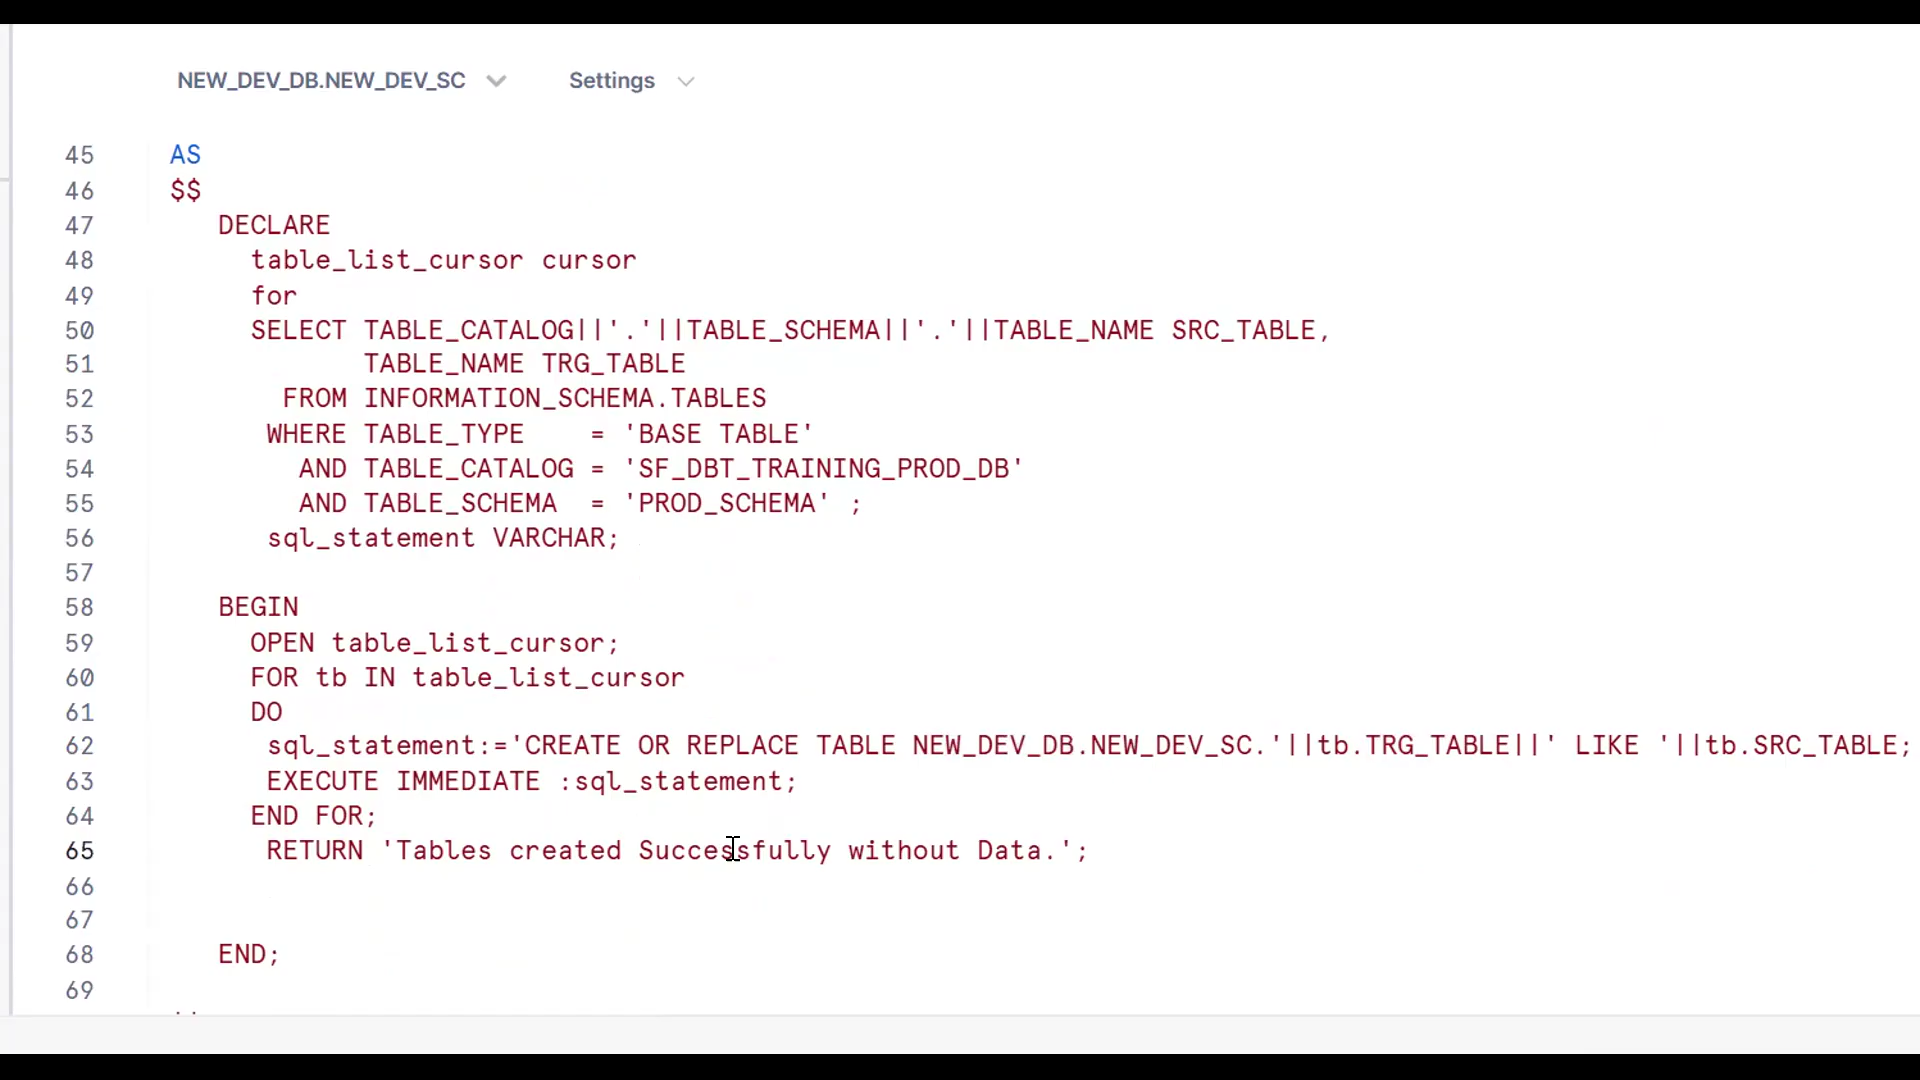 NEW_DEV_DB.NEW_DEV_SC Settings
45 AS
46 $$
47 DECLARE
48 table_list_cursor cursor
49 for
50 SELECT TABLE_CATALOG||'.'||TABLE_SCHEMA||'.'||TABLE_NAME SRC_TABLE,
51 TABLE_NAME TRG_TABLE
52 FROM INFORMATION_SCHEMA.TABLES
53 WHERE TABLE_TYPE = 'BASE TABLE'
54 AND TABLE_CATALOG = 'SF_DBT_TRAINING_PROD_DB'
55 AND TABLE_SCHEMA = 'PROD_SCHEMA' ;
56 sql_statement VARCHAR;
57
58 BEGIN
59 OPEN table_list_cursor;
60 FOR tb IN table_list_cursor
61 DO
62 sql_statement:='CREATE OR REPLACE TABLE NEW_DEV_DB.NEW_DEV_SC.'||tb.TRG_TABLE||' LIKE '||tb.SRC_TABLE;
63 EXECUTE IMMEDIATE :sql_statement;
64 END FOR;
65 RETURN 'Tables created Successfully without Data.';
66
67
68 END;
69